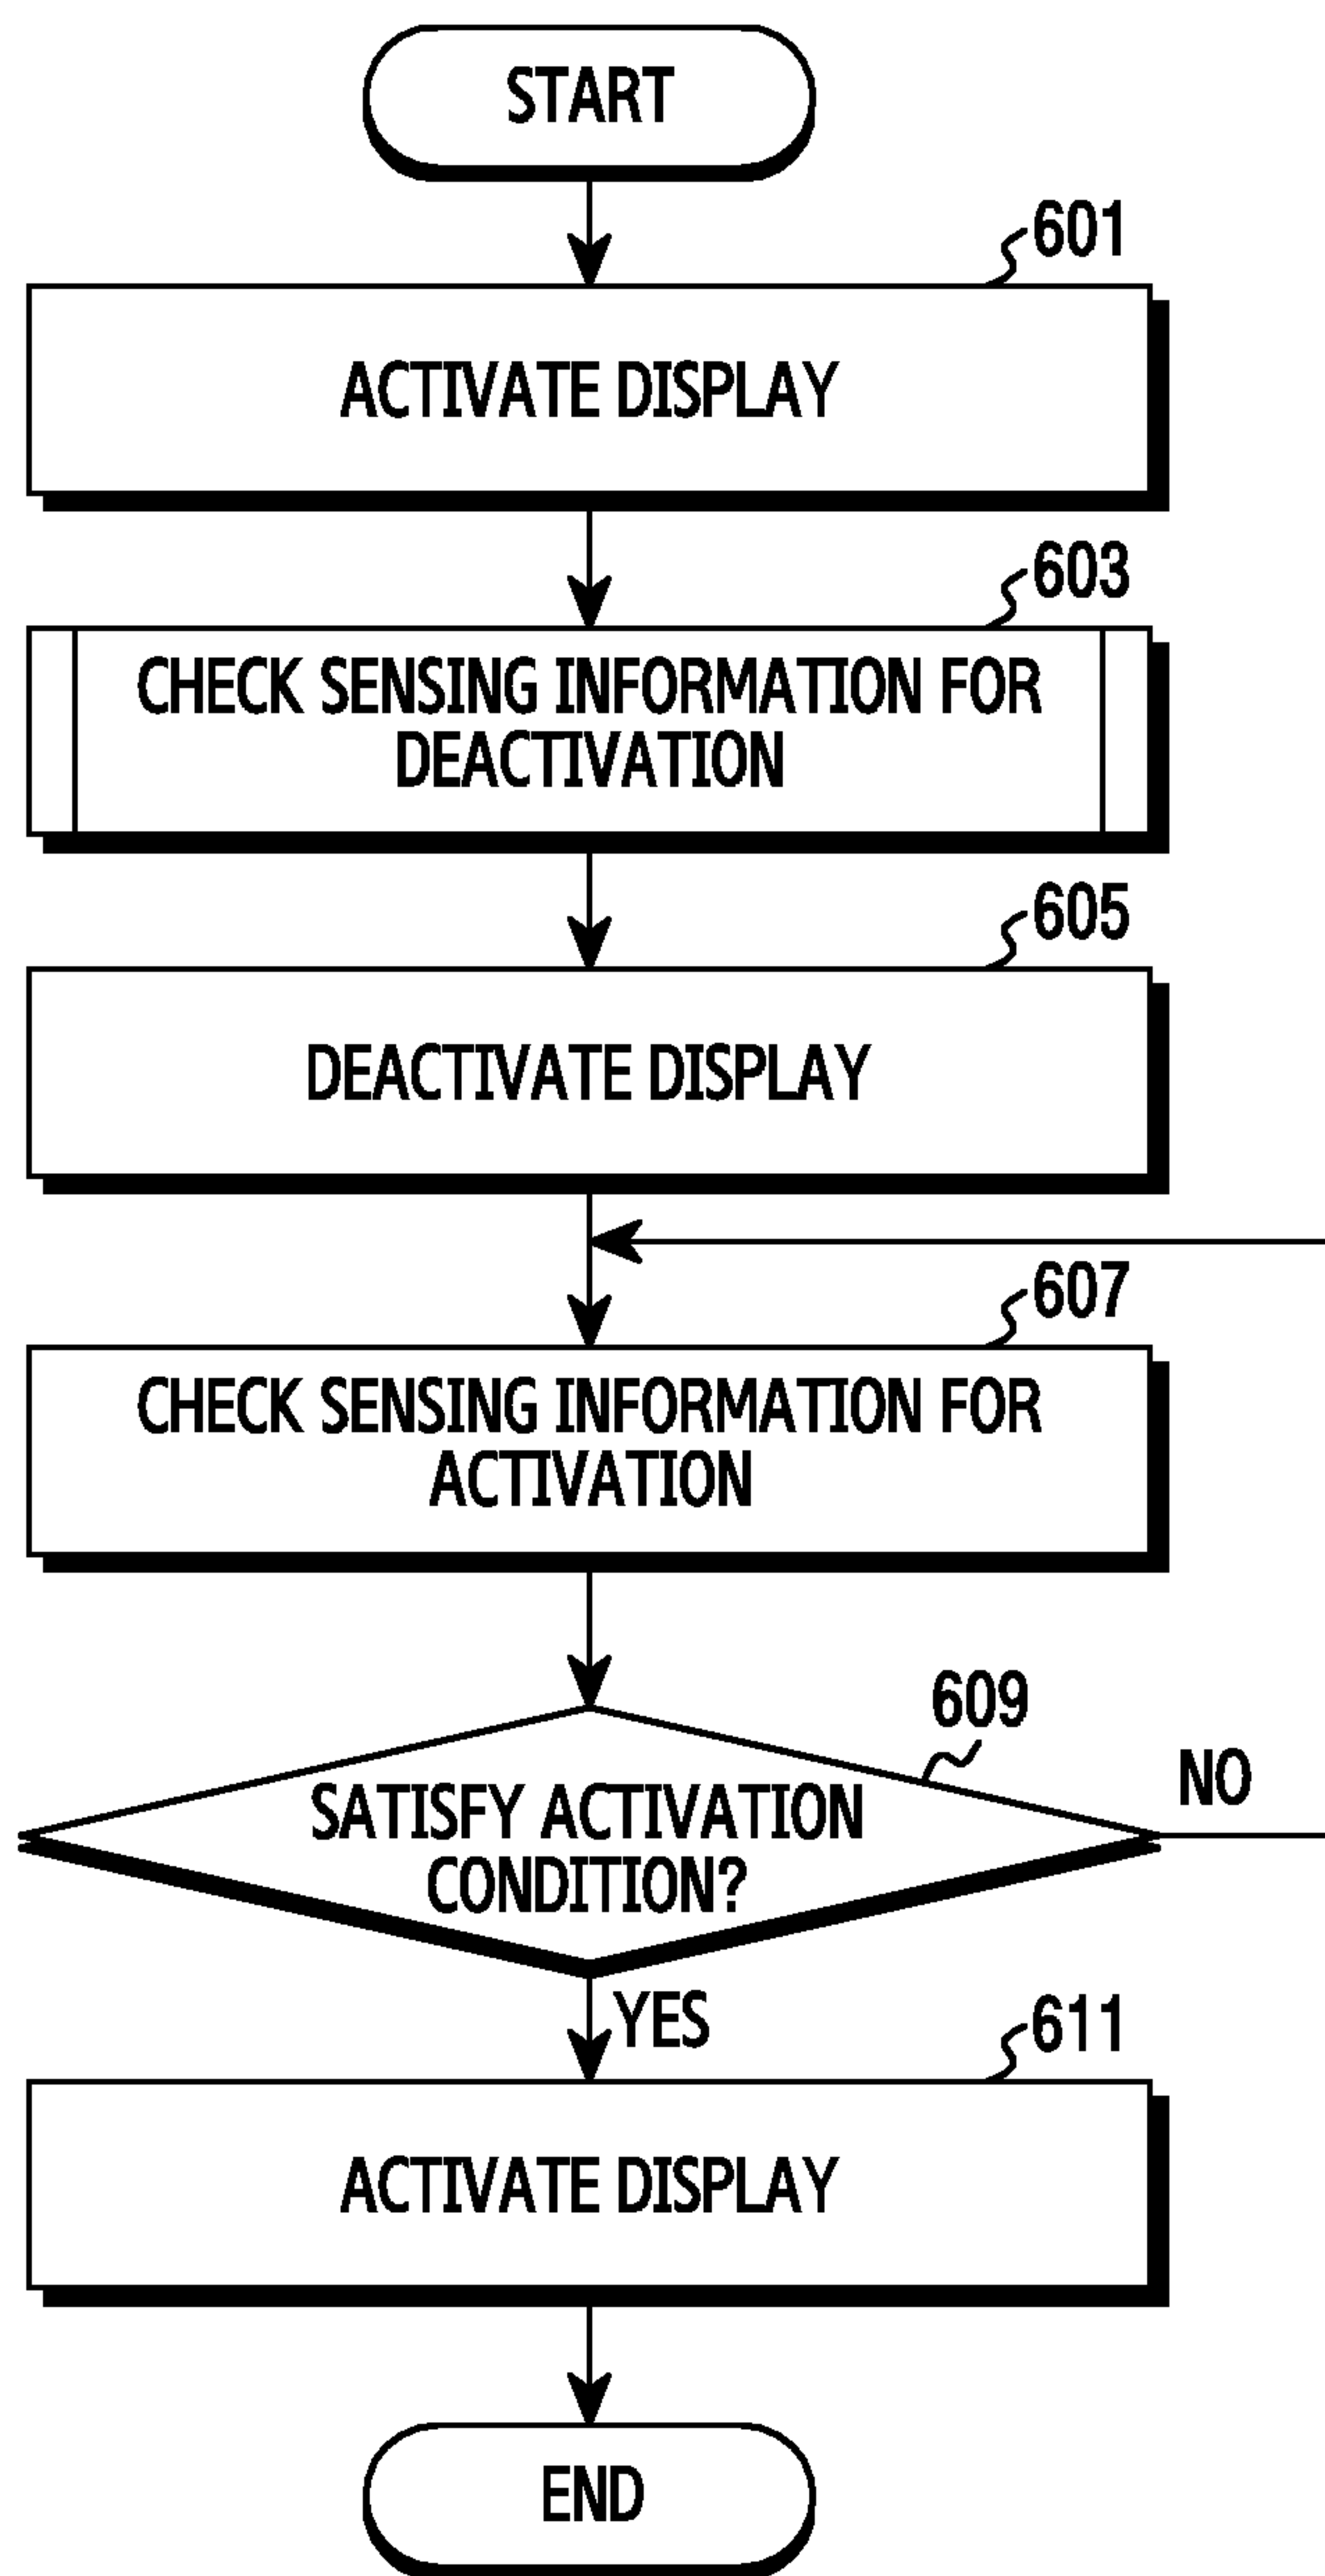 START
601
ACTIVATE DISPLAY
603
CHECK SENSING INFORMATION FOR
DEACTIVATION
605
DEACTIVATE DISPLAY
607
CHECK SENSING INFORMATION FOR
ACTIVATION
609
NO
SATISFY ACTIVATION
CONDITION?
YES
611
ACTIVATE DISPLAY
END